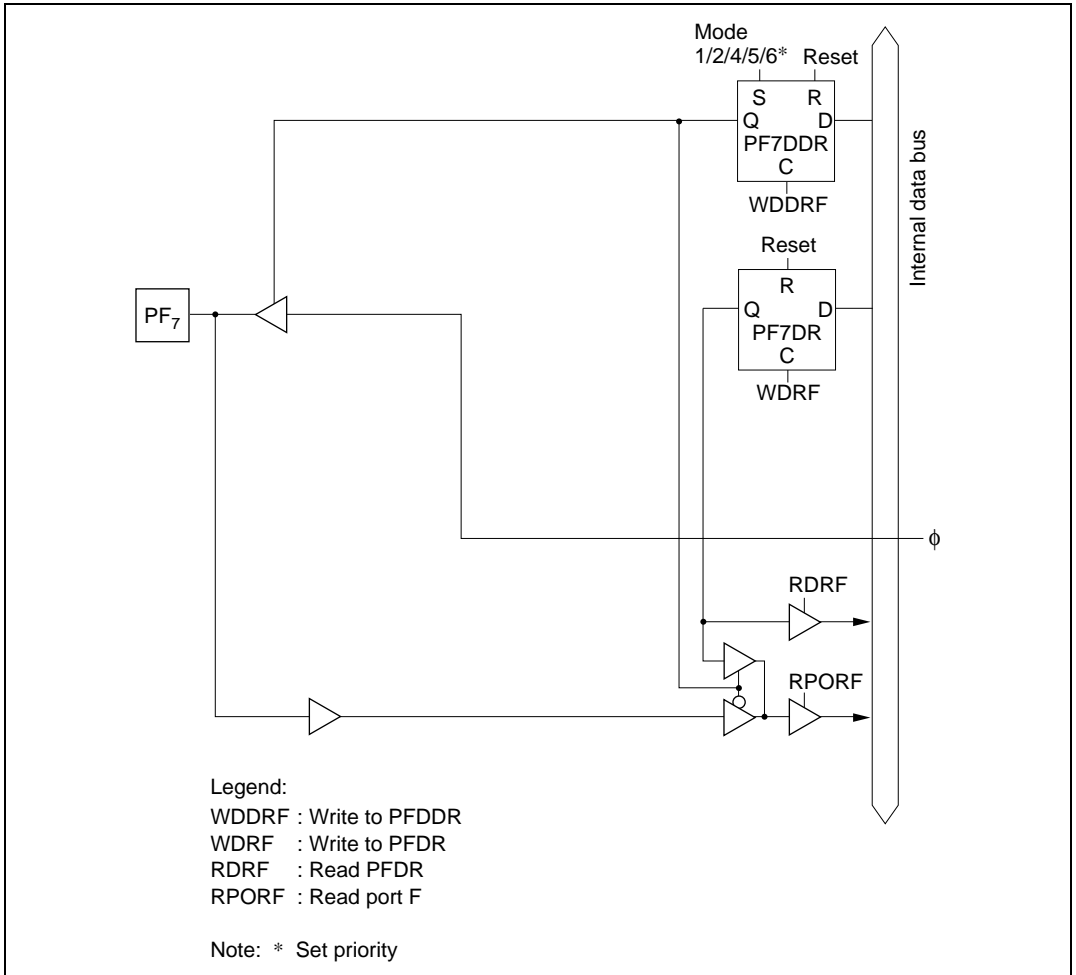 Mode
1/2/4/5/6* Reset
S R
Q D
PF7DDR
C
WDDRF
Internal data bus
Reset
R
PF₇
Q D
PF7DR
C
WDRF
ϕ
RDRF
RPORF
Legend:
WDDRF : Write to PFDDR
WDRF : Write to PFDR
RDRF : Read PFDR
RPORF : Read port F
Note: * Set priority